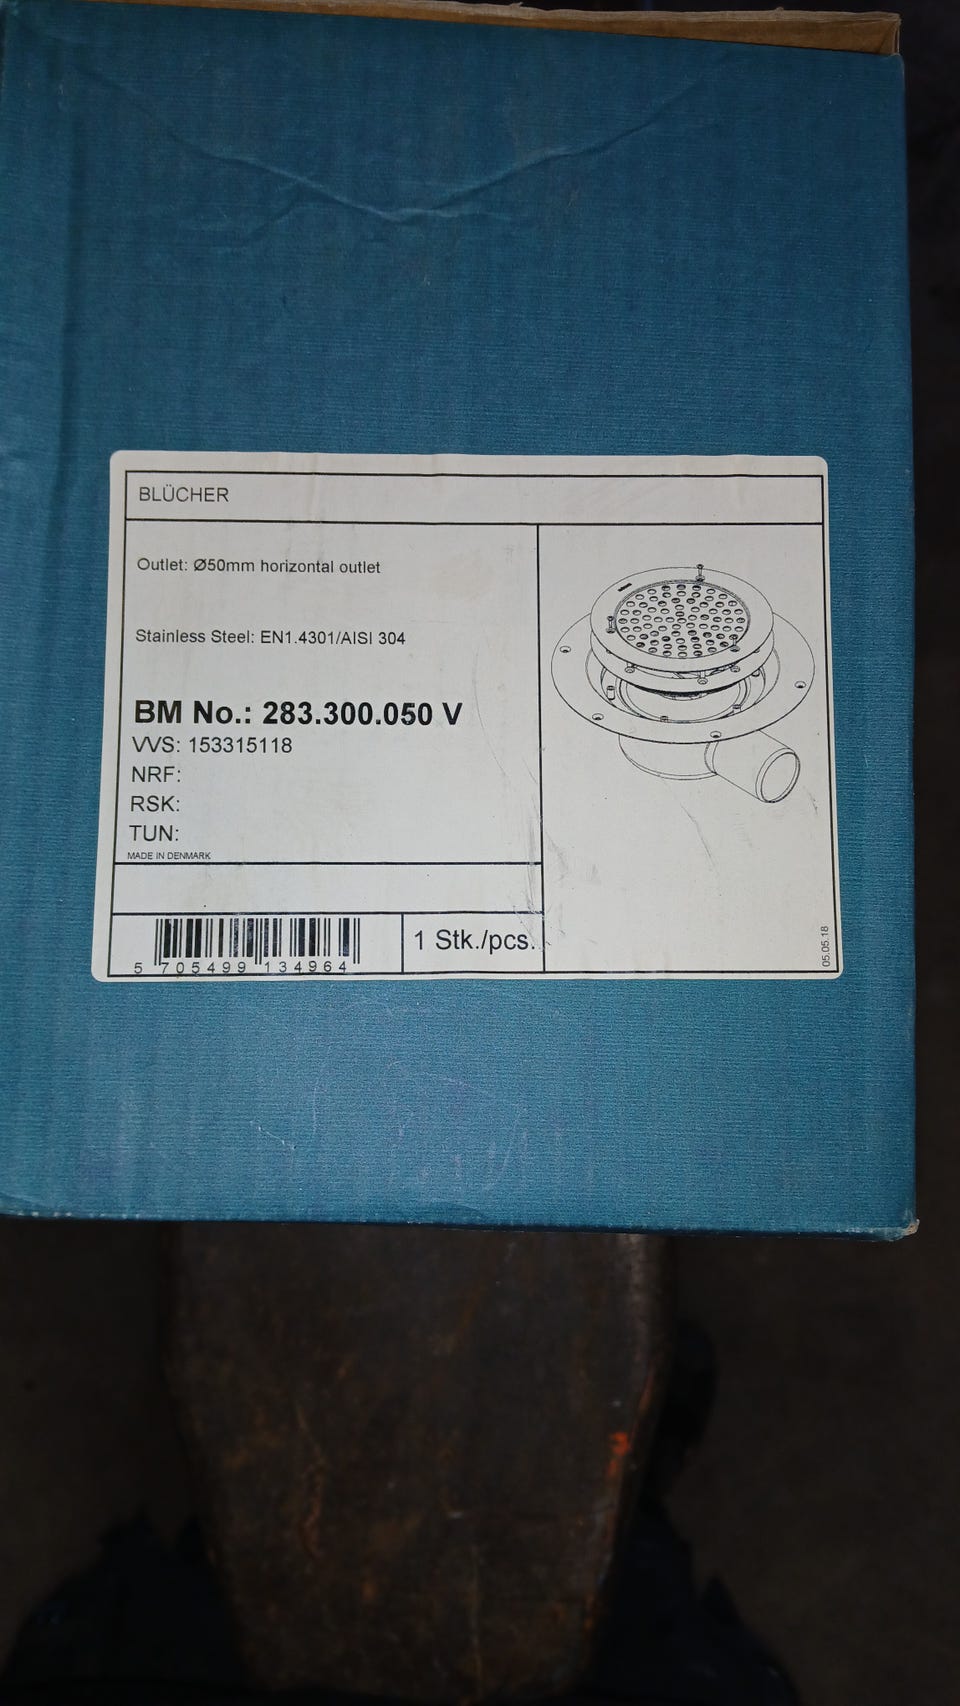 BLÜCHER
Outlet: Ø50mm horizontal outlet
Stainless Steel: EN1.4301/AISI 304
BM No.: 283.300.050 V
VVS: 153315118
NRF:
RSK:
TUN:
MADE IN DENMARK
5 705499 134964
1 Stk./pcs.
05.05.18